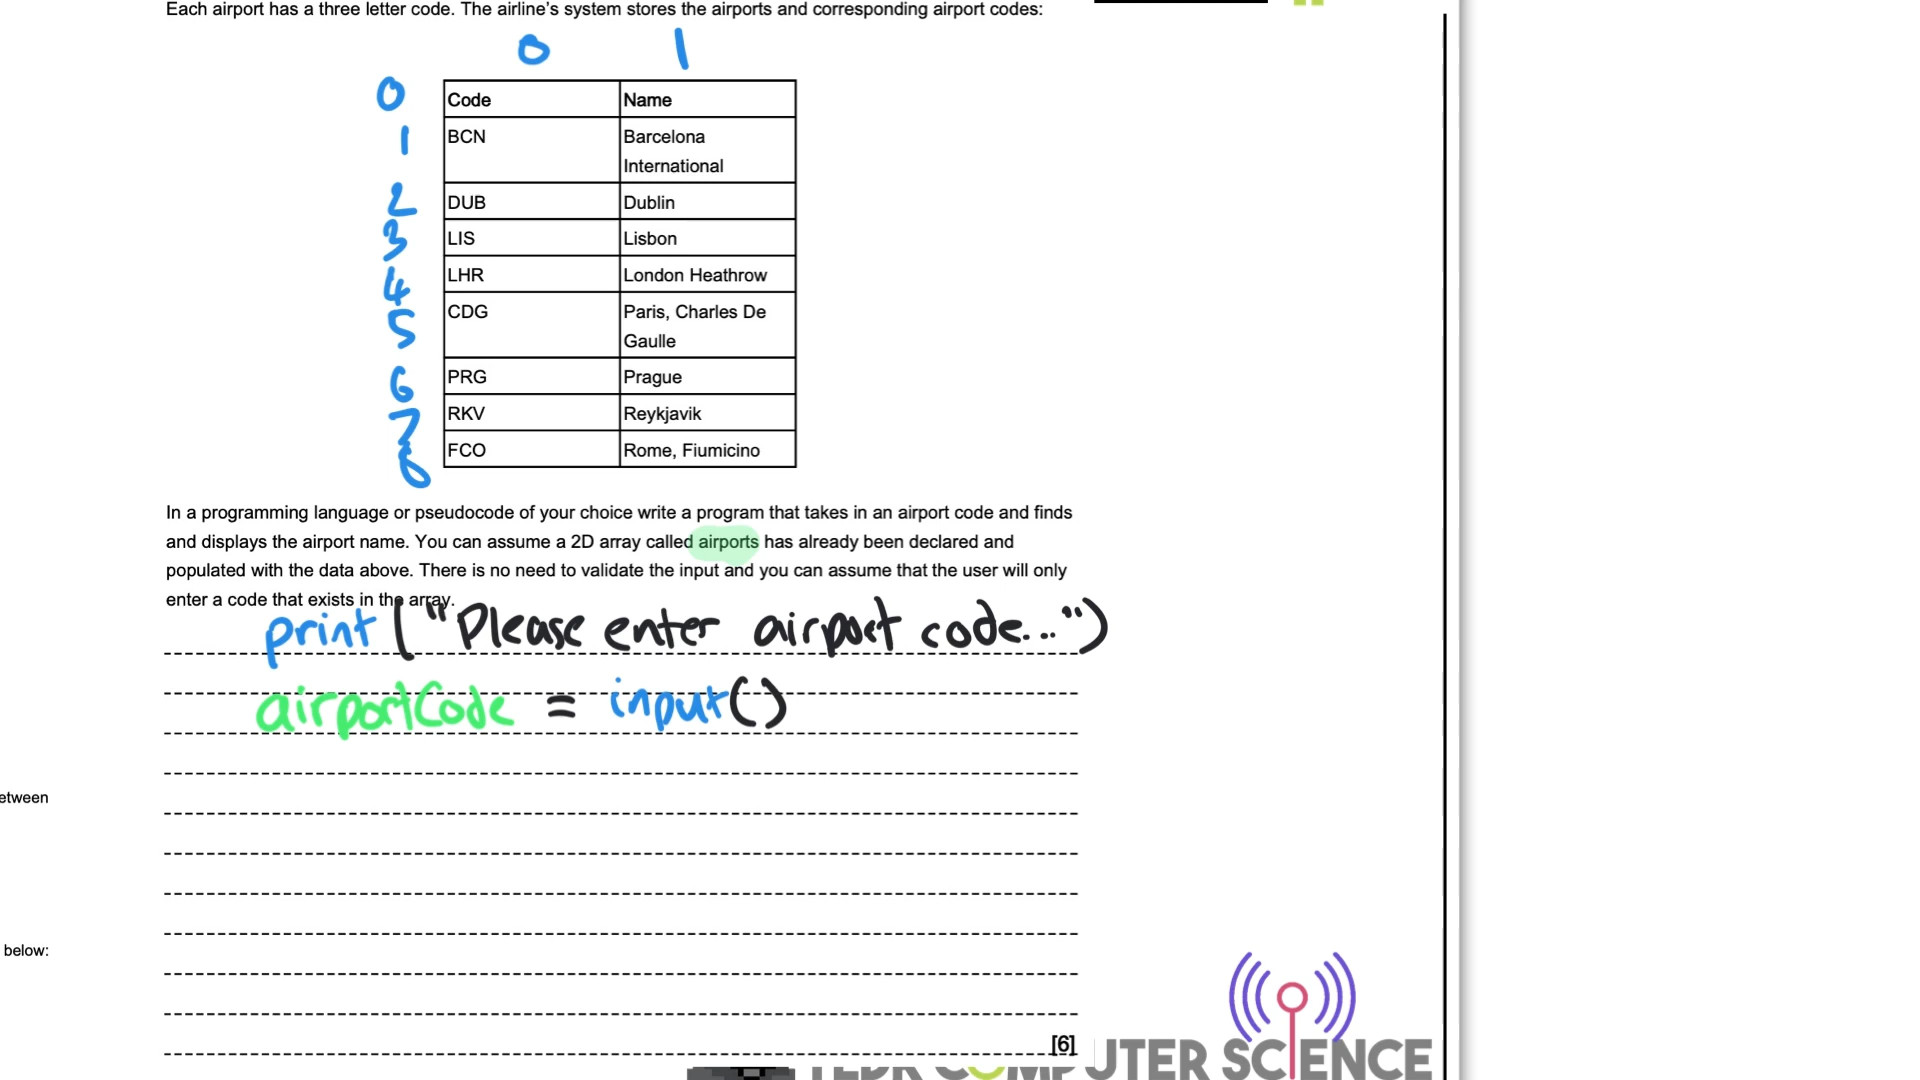 Each airport has a three letter code. The airline's system stores the airports and corresponding airport codes:
0 1
0 Code Name
1 BCN Barcelona
International
2 DUB Dublin
3 LIS Lisbon
4 LHR London Heathrow
5 CDG Paris, Charles De
Gaulle
6 PRG Prague
7 RKV Reykjavik
8 FCO Rome, Fiumicino
In a programming language or pseudocode of your choice write a program that takes in an airport code and finds
and displays the airport name. You can assume a 2D array called airports has already been declared and
populated with the data above. There is no need to validate the input and you can assume that the user will only
enter a code that exists in the array.
print ("Please enter airport code...")
airportCode = input()
etween
below:
[6]
UTER SCIENCE